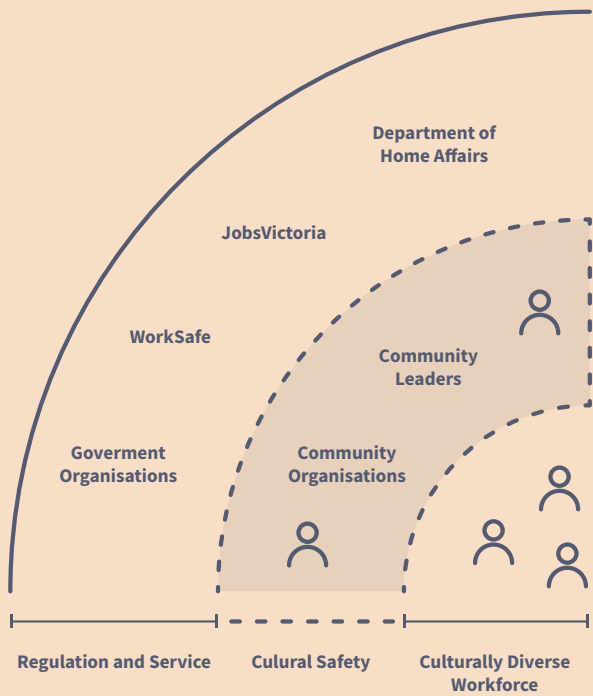 Department of
Home Affairs
JobsVictoria
WorkSafe
Community
Leaders
Goverment
Organisations
Community
Organisations
Regulation and Service
Culural Safety
Culturally Diverse
Workforce